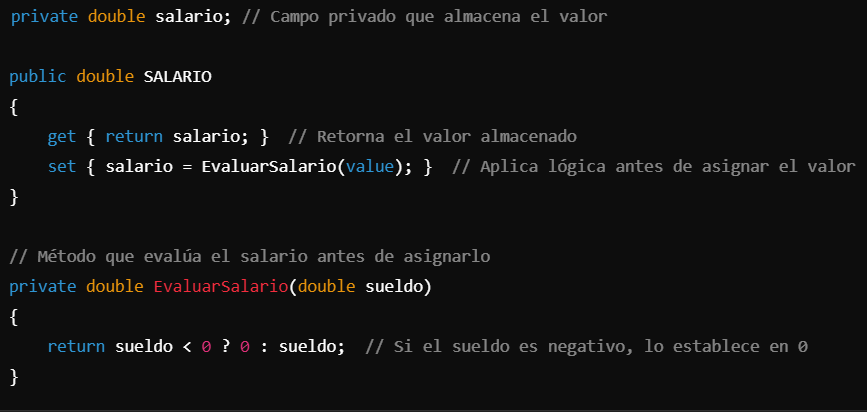 private double salario; // Campo privado que almacena el valor
public double SALARIO
{
get { return salario; }  // Retorna el valor almacenado
set { salario = EvaluarSalario(value); }  // Aplica lógica antes de asignar el valor
}
// Método que evalúa el salario antes de asignarlo
private double EvaluarSalario(double sueldo)
{
return sueldo < 0 ? 0 : sueldo;  // Si el sueldo es negativo, lo establece en 0
}